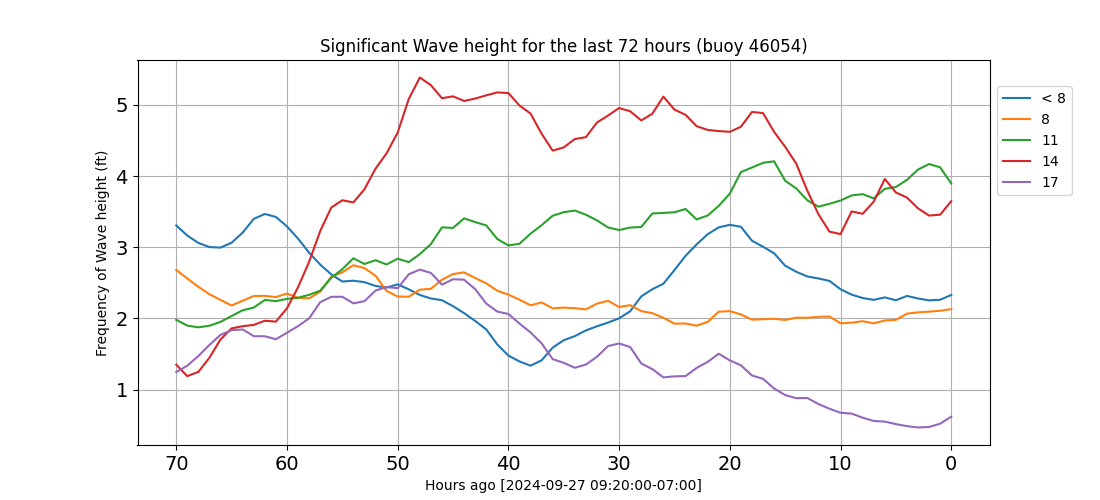 Significant Wave height for the last 72 hours (buoy 46054)
Frequency of Wave height (ft)
5
4
3
2
1
70 60 50 40 30 20 10 0
Hours ago [2024-09-27 09:20:00-07:00]
< 8
8
11
14
17